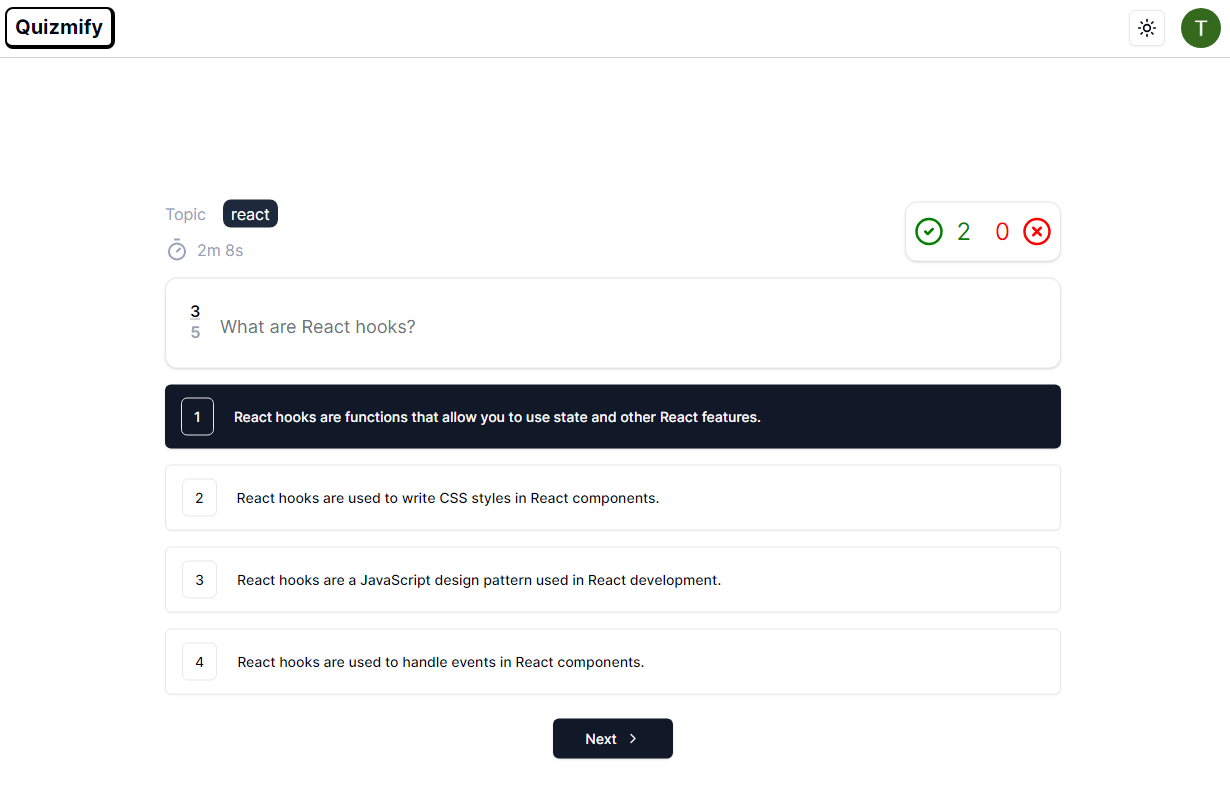 Quizmify
T
Topic react
2m 8s
2 0
3
5
What are React hooks?
1 React hooks are functions that allow you to use state and other React features.
2 React hooks are used to write CSS styles in React components.
3 React hooks are a JavaScript design pattern used in React development.
4 React hooks are used to handle events in React components.
Next